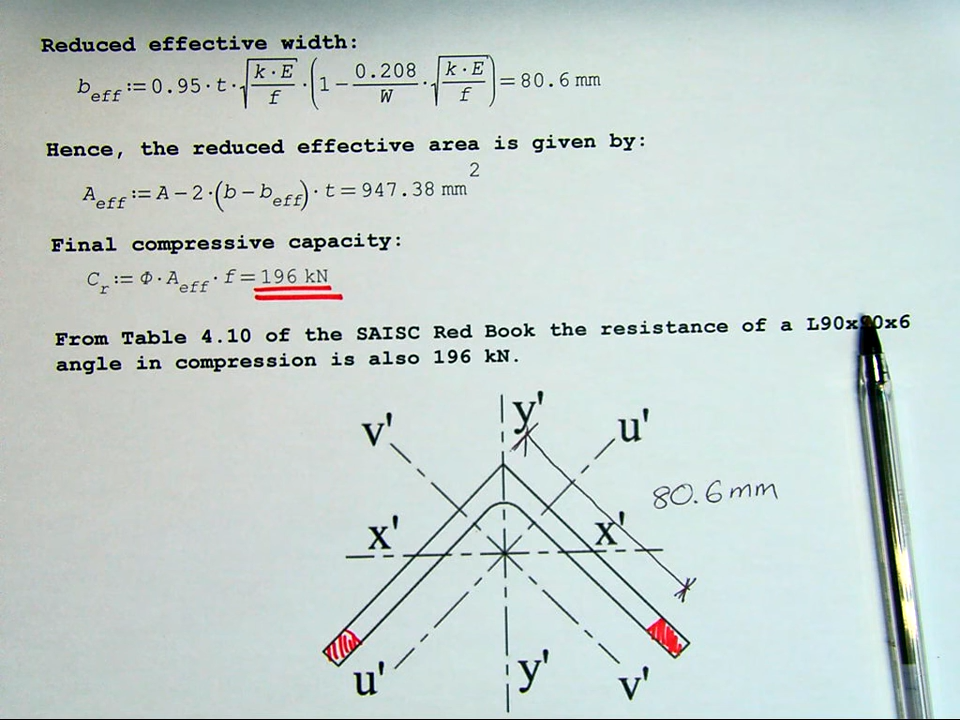 Reduced effective width:
b_eff := 0.95 · t · √(k · E / f) · (1 − 0.208 / W · √(k · E / f)) = 80.6 mm
Hence, the reduced effective area is given by:
A_eff := A − 2 · (b − b_eff) · t = 947.38 mm²
Final compressive capacity:
C_r := Φ · A_eff · f = 196 kN
From Table 4.10 of the SAISC Red Book the resistance of a L90x90x6
angle in compression is also 196 kN.
y'
v'
u'
80.6mm
x'
x'
u'
y'
v'